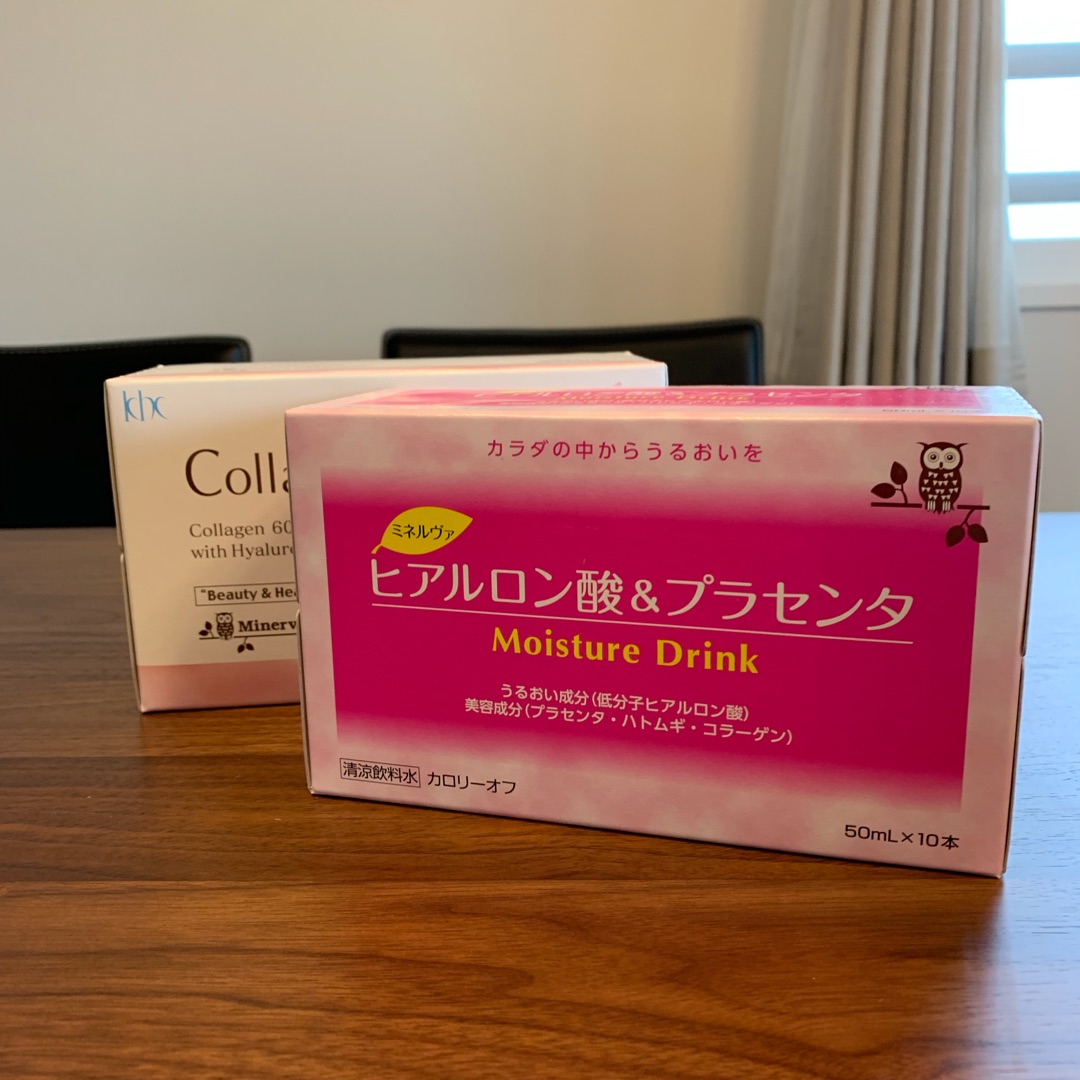 カラダの中からうるおいを
ミネルヴァ
ヒアルロン酸&プラセンタ
Moisture Drink
うるおい成分(低分子ヒアルロン酸)
美容成分(プラセンタ・ハトムギ・コラーゲン)
清涼飲料水 カロリーオフ
50mL×10本
khc
Colla
Collagen 60
with Hyaluro
"Beauty & Hea
Minerv